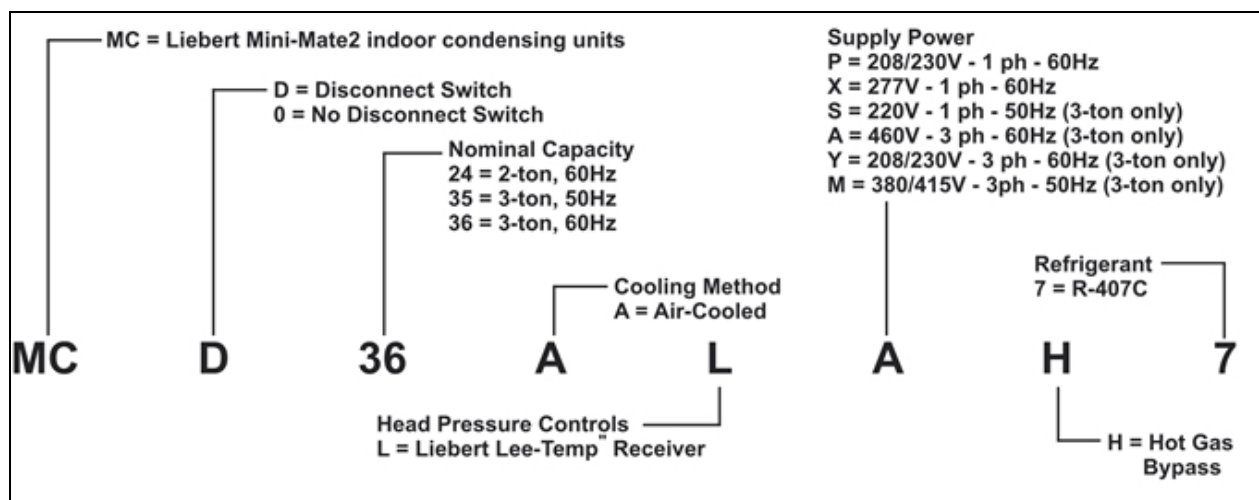 MC = Liebert Mini-Mate2 indoor condensing units
D = Disconnect Switch
0 = No Disconnect Switch
Nominal Capacity
24 = 2-ton, 60Hz
35 = 3-ton, 50Hz
36 = 3-ton, 60Hz
Cooling Method
A = Air-Cooled
Supply Power
P = 208/230V - 1 ph - 60Hz
X = 277V - 1 ph - 60Hz
S = 220V - 1 ph - 50Hz (3-ton only)
A = 460V - 3 ph - 60Hz (3-ton only)
Y = 208/230V - 3 ph - 60Hz (3-ton only)
M = 380/415V - 3ph - 50Hz (3-ton only)
Refrigerant
7 = R-407C
MC D 36 A L A H 7
Head Pressure Controls
L = Liebert Lee-Temp" Receiver
H = Hot Gas
Bypass